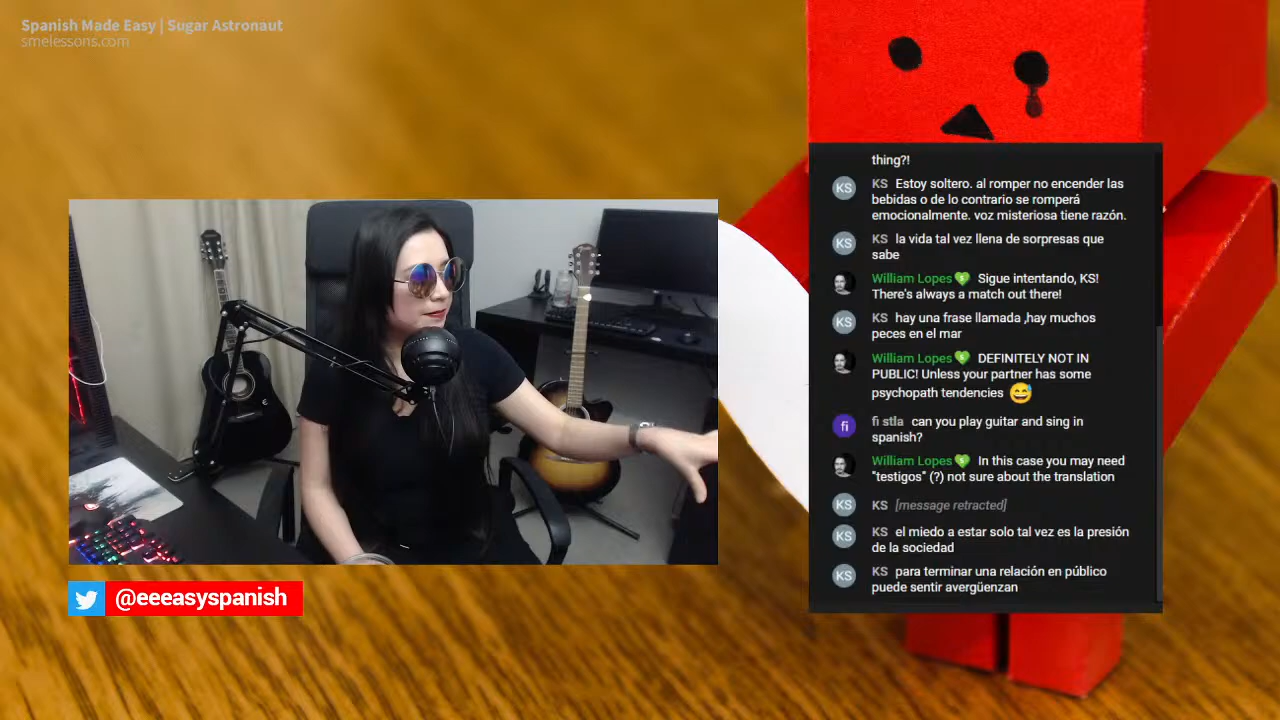 Spanish Made Easy | Sugar Astronaut
smelessons.com
thing?!
KS Estoy soltero. al romper no encender las
bebidas o de lo contrario se romperá
emocionalmente. voz misteriosa tiene razón.
KS la vida tal vez llena de sorpresas que
sabe
William Lopes Sigue intentando, KS!
There's always a match out there!
KS hay una frase llamada ,hay muchos
peces en el mar
William Lopes DEFINITELY NOT IN
PUBLIC! Unless your partner has some
psychopath tendencies 😅
fi
fi stla can you play guitar and sing in
spanish?
William Lopes In this case you may need
"testigos" (?) not sure about the translation
KS [message retracted]
KS el miedo a estar solo tal vez es la presión
de la sociedad
KS para terminar una relación en público
puede sentir avergüenzan
@eeeasyspanish